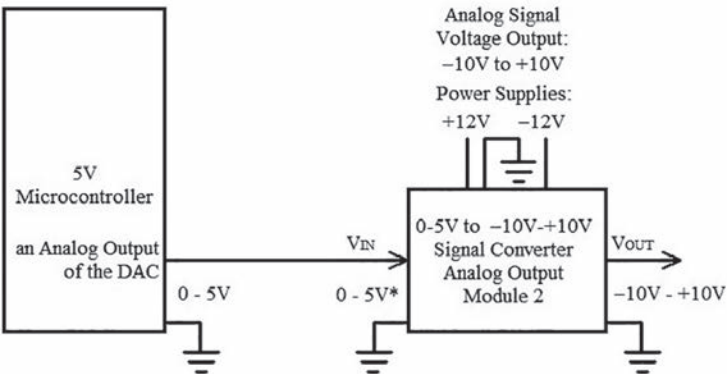 Analog Signal
Voltage Output:
−10V to +10V
Power Supplies:
+12V −12V
5V
Microcontroller
an Analog Output
of the DAC
0 - 5V
VIN
0 - 5V*
0-5V to −10V-+10V
Signal Converter
Analog Output
Module 2
VOUT
−10V - +10V